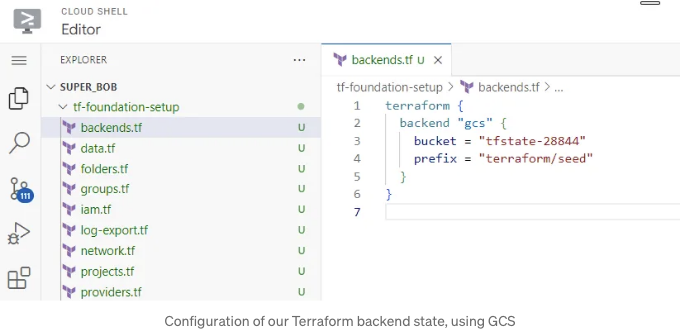 CLOUD SHELL
Editor
EXPLORER ...
SUPER_BOB
tf-foundation-setup
backends.tf U
data.tf U
folders.tf U
groups.tf U
iam.tf U
log-export.tf U
network.tf U
projects.tf U
providers.tf U
111
backends.tf U ×
tf-foundation-setup > backends.tf > ...
1 terraform {
2 backend "gcs" {
3 bucket = "tfstate-28844"
4 prefix = "terraform/seed"
5 }
6 }
7
Configuration of our Terraform backend state, using GCS